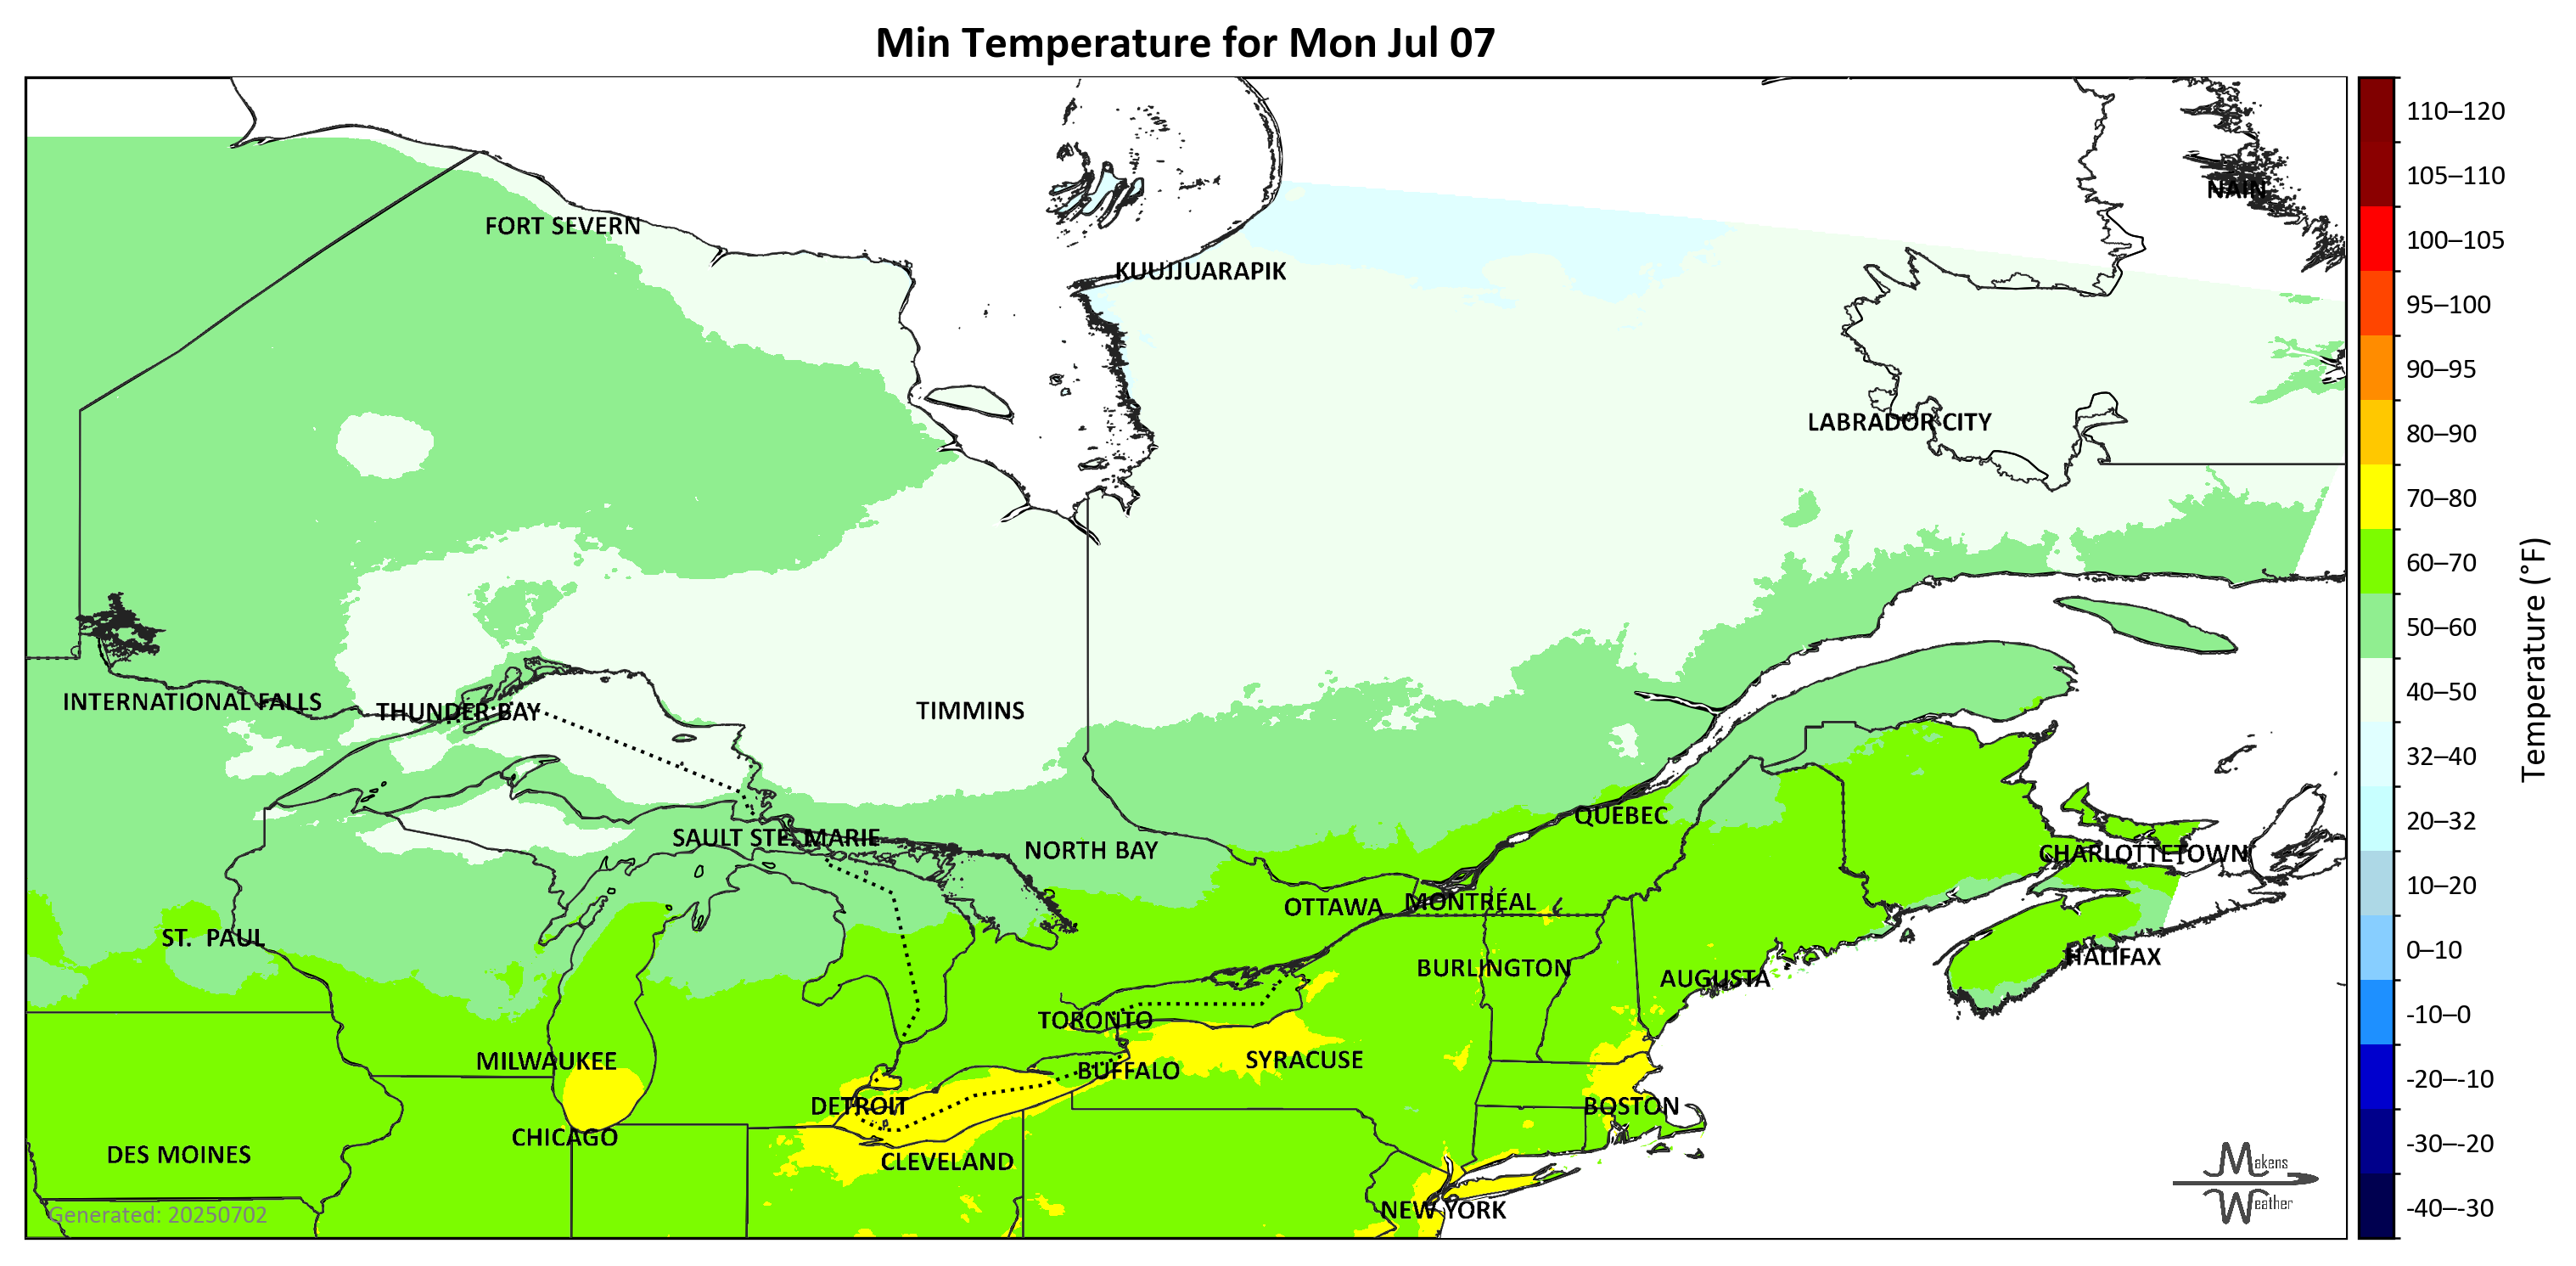 Min Temperature for Mon Jul 07
NAIN
FORT SEVERN
KUUJJUARAPIK
LABRADOR CITY
INTERNATIONAL FALLS
THUNDER BAY
TIMMINS
QUÉBEC
SAULT STE. MARIE
NORTH BAY
CHARLOTTETOWN
OTTAWA
MONTRÉAL
ST.  PAUL
HALIFAX
BURLINGTON
AUGUSTA
TORONTO
MILWAUKEE
SYRACUSE
BUFFALO
DETROIT
BOSTON
CHICAGO
DES MOINES
CLEVELAND
NEW YORK
Generated: 20250702
Makens
Weather
110–120
105–110
100–105
95–100
90–95
80–90
70–80
60–70
50–60
40–50
32–40
20–32
10–20
0–10
-10–0
-20–-10
-30–-20
-40–-30
Temperature (°F)